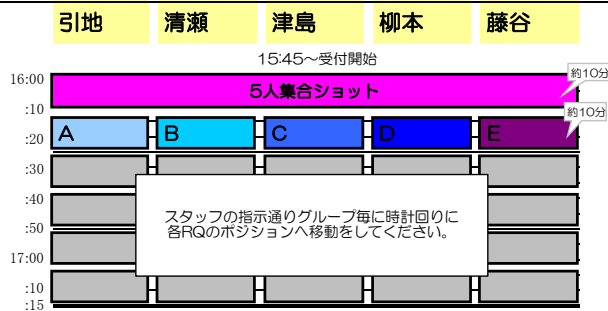 引地 清瀬 津島 柳本 藤谷
15:45～受付開始
16:00
約10分
5人集合ショット
:10
約10分
A B C D E
:20
:30
:40
スタッフの指示通りグループ毎に時計回りに
各RQのポジションへ移動をしてください。
:50
17:00
:10
:15